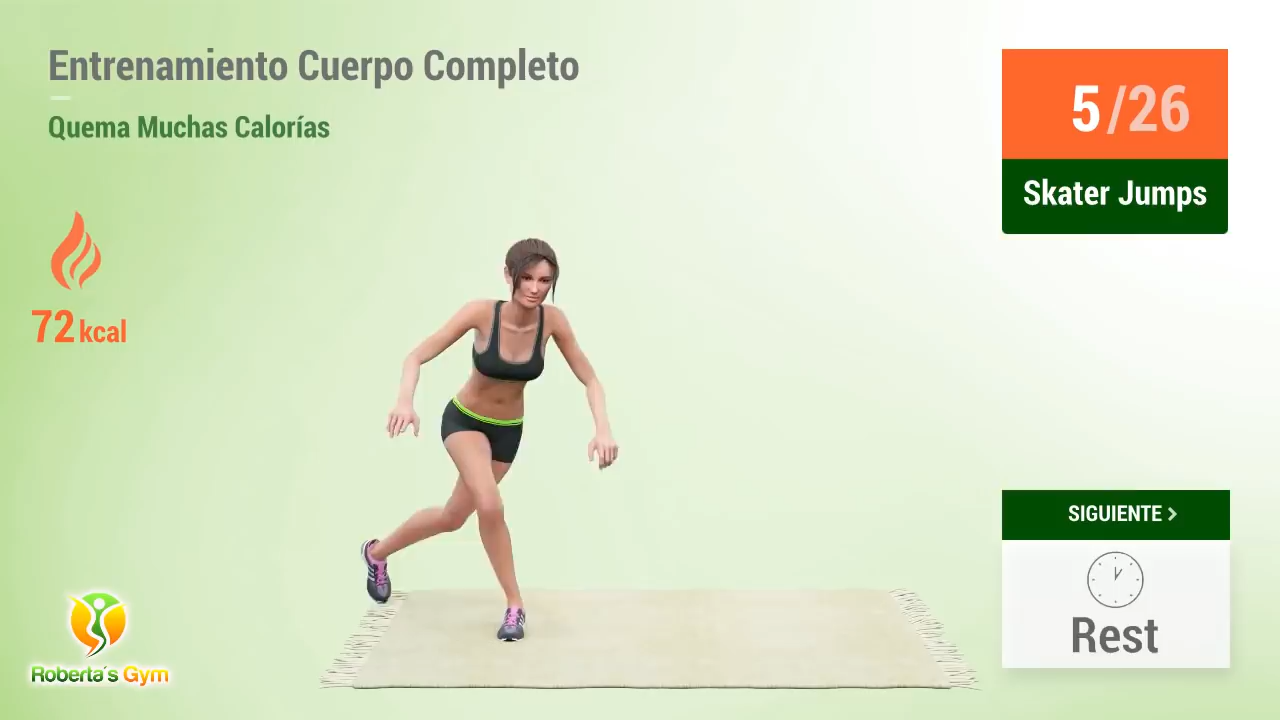 Entrenamiento Cuerpo Completo
Quema Muchas Calorías
5/26
Skater Jumps
72 kcal
SIGUIENTE >
Rest
Roberta´s Gym